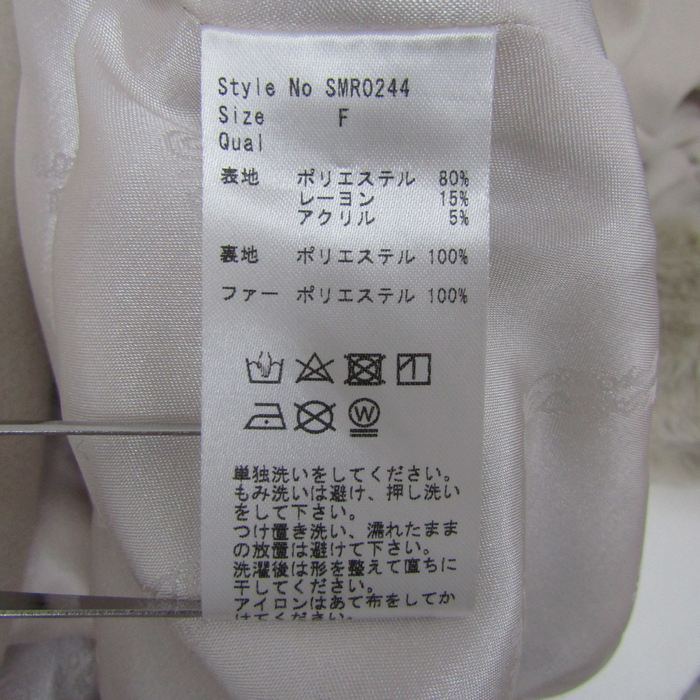 Style No SMR0244
Size F
Qual
表地 ポリエステル 80%
レーヨン 15%
アクリル 5%
裏地 ポリエステル 100%
ファー ポリエステル 100%
W
単独洗いをしてください。
もみ洗いは避け、押し洗い
をして下さい。
つけ置き洗い、濡れたまま
の放置は避けて下さい。
洗濯後は形を整えて直ちに
干してください。
アイロンはあて布をしてか
けて下さい。